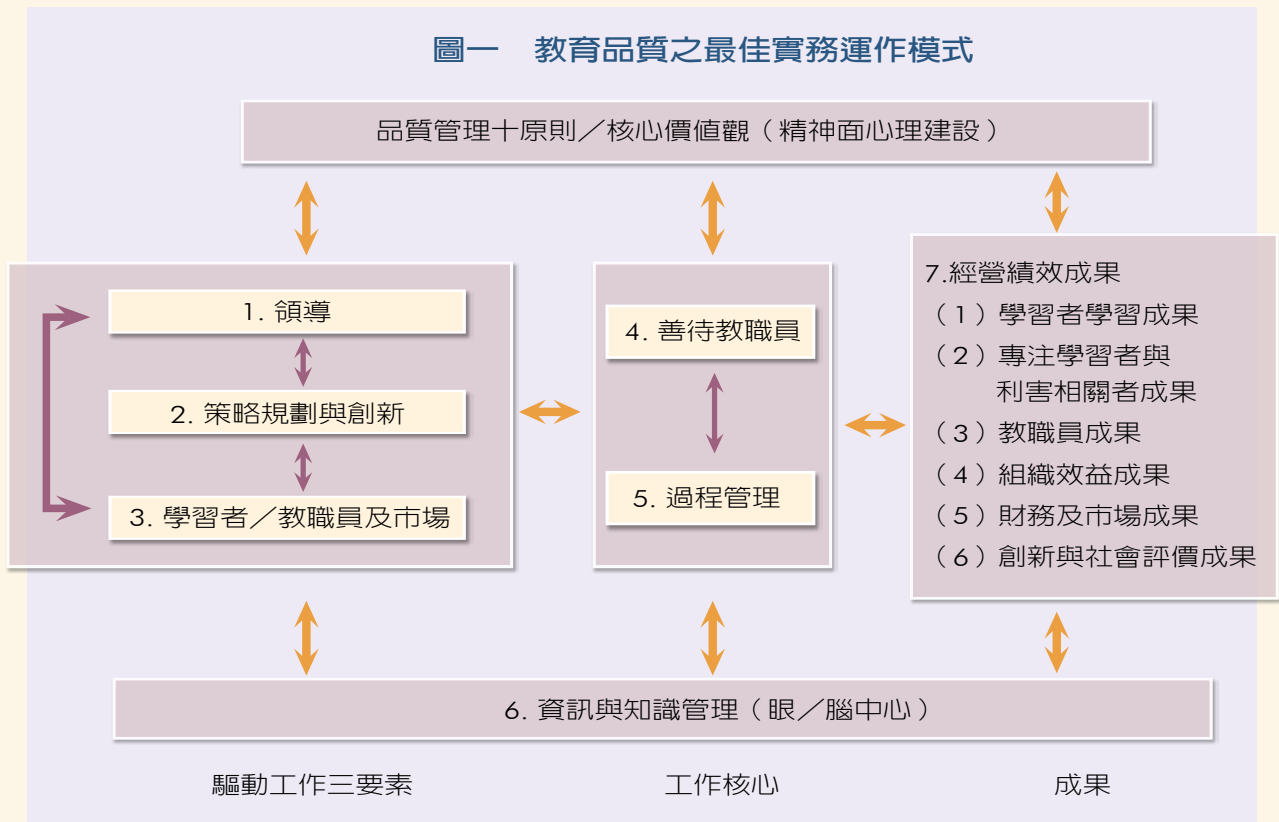 圖一 教育品質之最佳實務運作模式
品質管理十原則／核心價值觀（精神面心理建設）
1. 領導
2. 策略規劃與創新
3. 學習者／教職員及市場
4. 善待教職員
5. 過程管理
7.經營績效成果
（1）學習者學習成果
（2）專注學習者與
利害相關者成果
（3）教職員成果
（4）組織效益成果
（5）財務及市場成果
（6）創新與社會評價成果
6. 資訊與知識管理（眼／腦中心）
驅動工作三要素
工作核心
成果